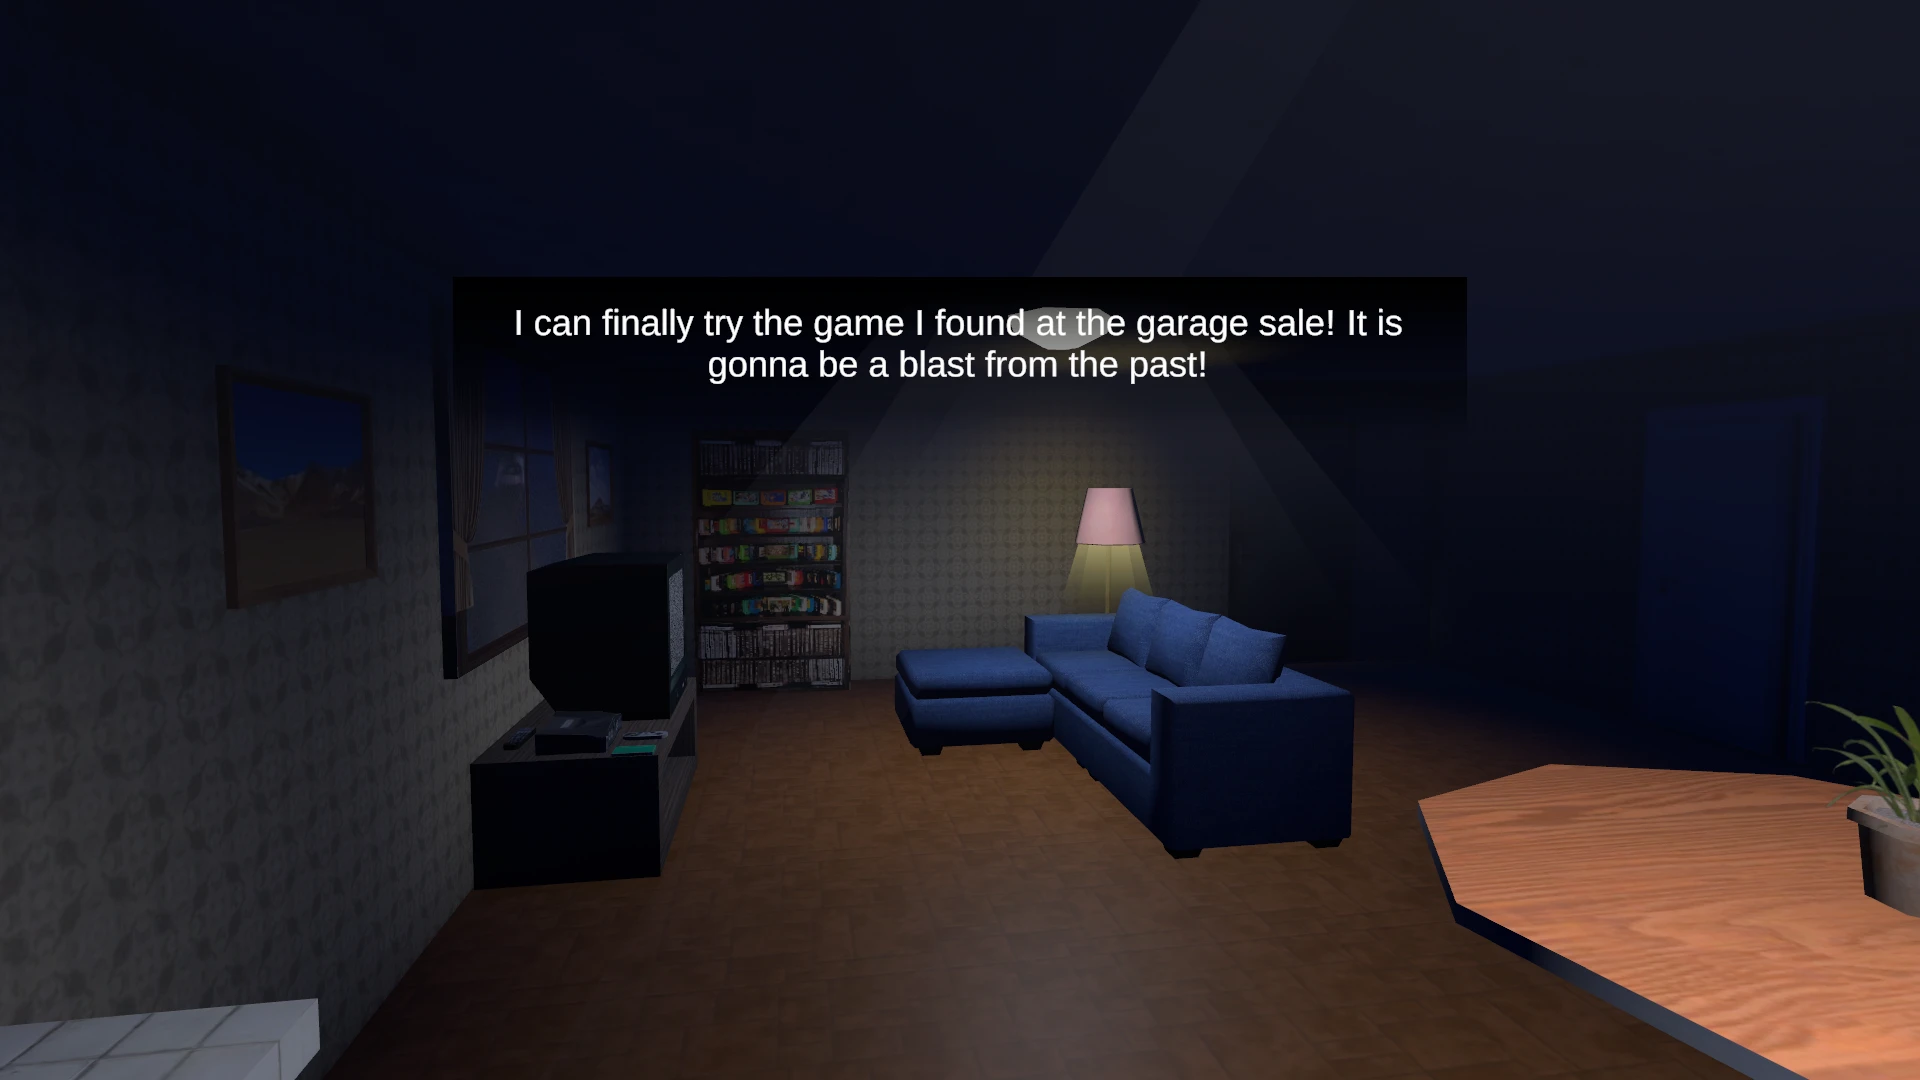 I can finally try the game I found at the garage sale! It is
gonna be a blast from the past!